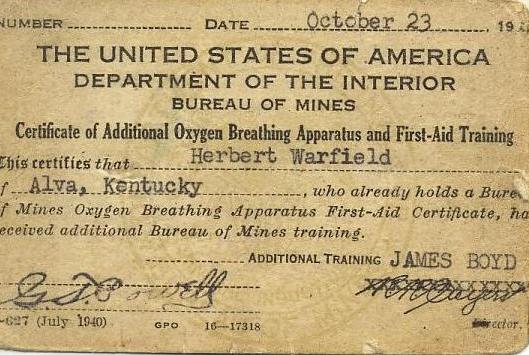 NUMBER DATE October 23, 19
THE UNITED STATES OF AMERICA
DEPARTMENT OF THE INTERIOR
BUREAU OF MINES
Certificate of Additional Oxygen Breathing Apparatus and First-Aid Training
This certifies that Herbert Warfield
of Alva, Kentucky, who already holds a Bure
of Mines Oxygen Breathing Apparatus First-Aid Certificate, ha
eceived additional Bureau of Mines training.
ADDITIONAL TRAINING JAMES BOYD
-627 (July 1940) GPO 16—17318 Director.